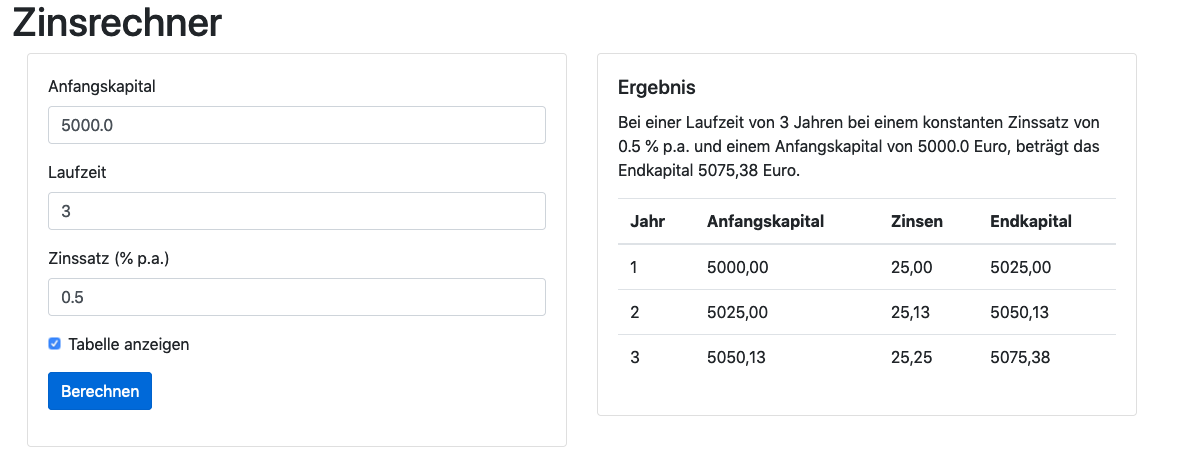 Zinsrechner
Anfangskapital
5000.0
Laufzeit
3
Zinssatz (% p.a.)
0.5
Tabelle anzeigen
Berechnen
Ergebnis
Bei einer Laufzeit von 3 Jahren bei einem konstanten Zinssatz von
0.5 % p.a. und einem Anfangskapital von 5000.0 Euro, beträgt das
Endkapital 5075,38 Euro.
Jahr Anfangskapital Zinsen Endkapital
1 5000,00 25,00 5025,00
2 5025,00 25,13 5050,13
3 5050,13 25,25 5075,38